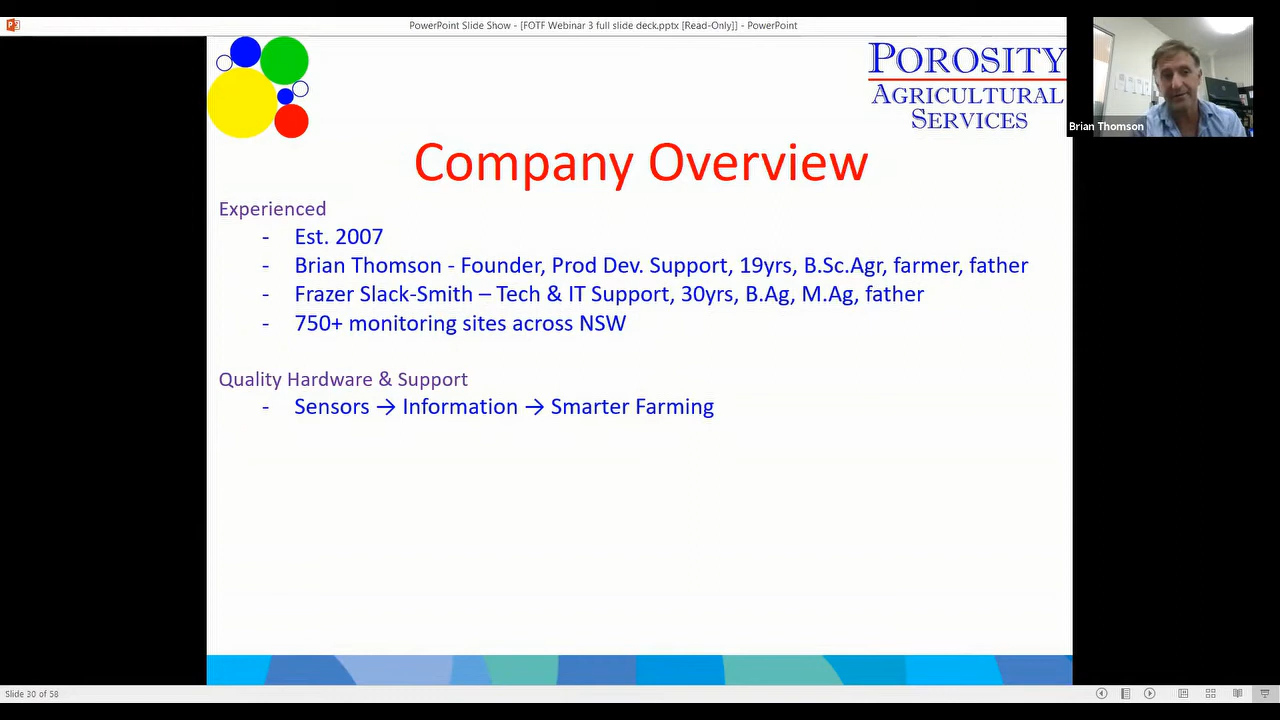 PowerPoint Slide Show - [FOTF Webinar 3 full slide deck.pptx [Read-Only]] - PowerPoint
POROSITY
AGRICULTURAL
SERVICES
Brian Thomson
Company Overview
Experienced
- Est. 2007
- Brian Thomson - Founder, Prod Dev. Support, 19yrs, B.Sc.Agr, farmer, father
- Frazer Slack-Smith – Tech & IT Support, 30yrs, B.Ag, M.Ag, father
- 750+ monitoring sites across NSW
Quality Hardware & Support
- Sensors → Information → Smarter Farming
Slide 30 of 58